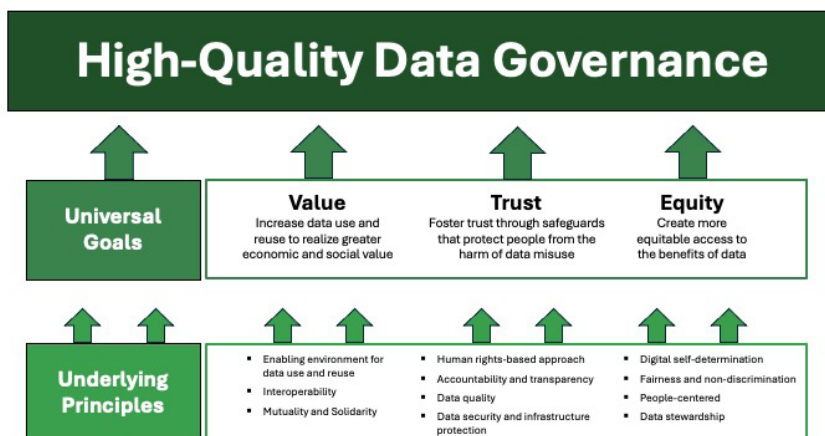 High-Quality Data Governance
Universal
Goals
Value
Increase data use and
reuse to realize greater
economic and social value
Trust
Foster trust through safeguards
that protect people from the
harm of data misuse
Equity
Create more
equitable access to
the benefits of data
Underlying
Principles
▪ Enabling environment for
data use and reuse
▪ Interoperability
▪ Mutuality and Solidarity
▪ Human rights-based approach
▪ Accountability and transparency
▪ Data quality
▪ Data security and infrastructure
protection
▪ Digital self-determination
▪ Fairness and non-discrimination
▪ People-centered
▪ Data stewardship